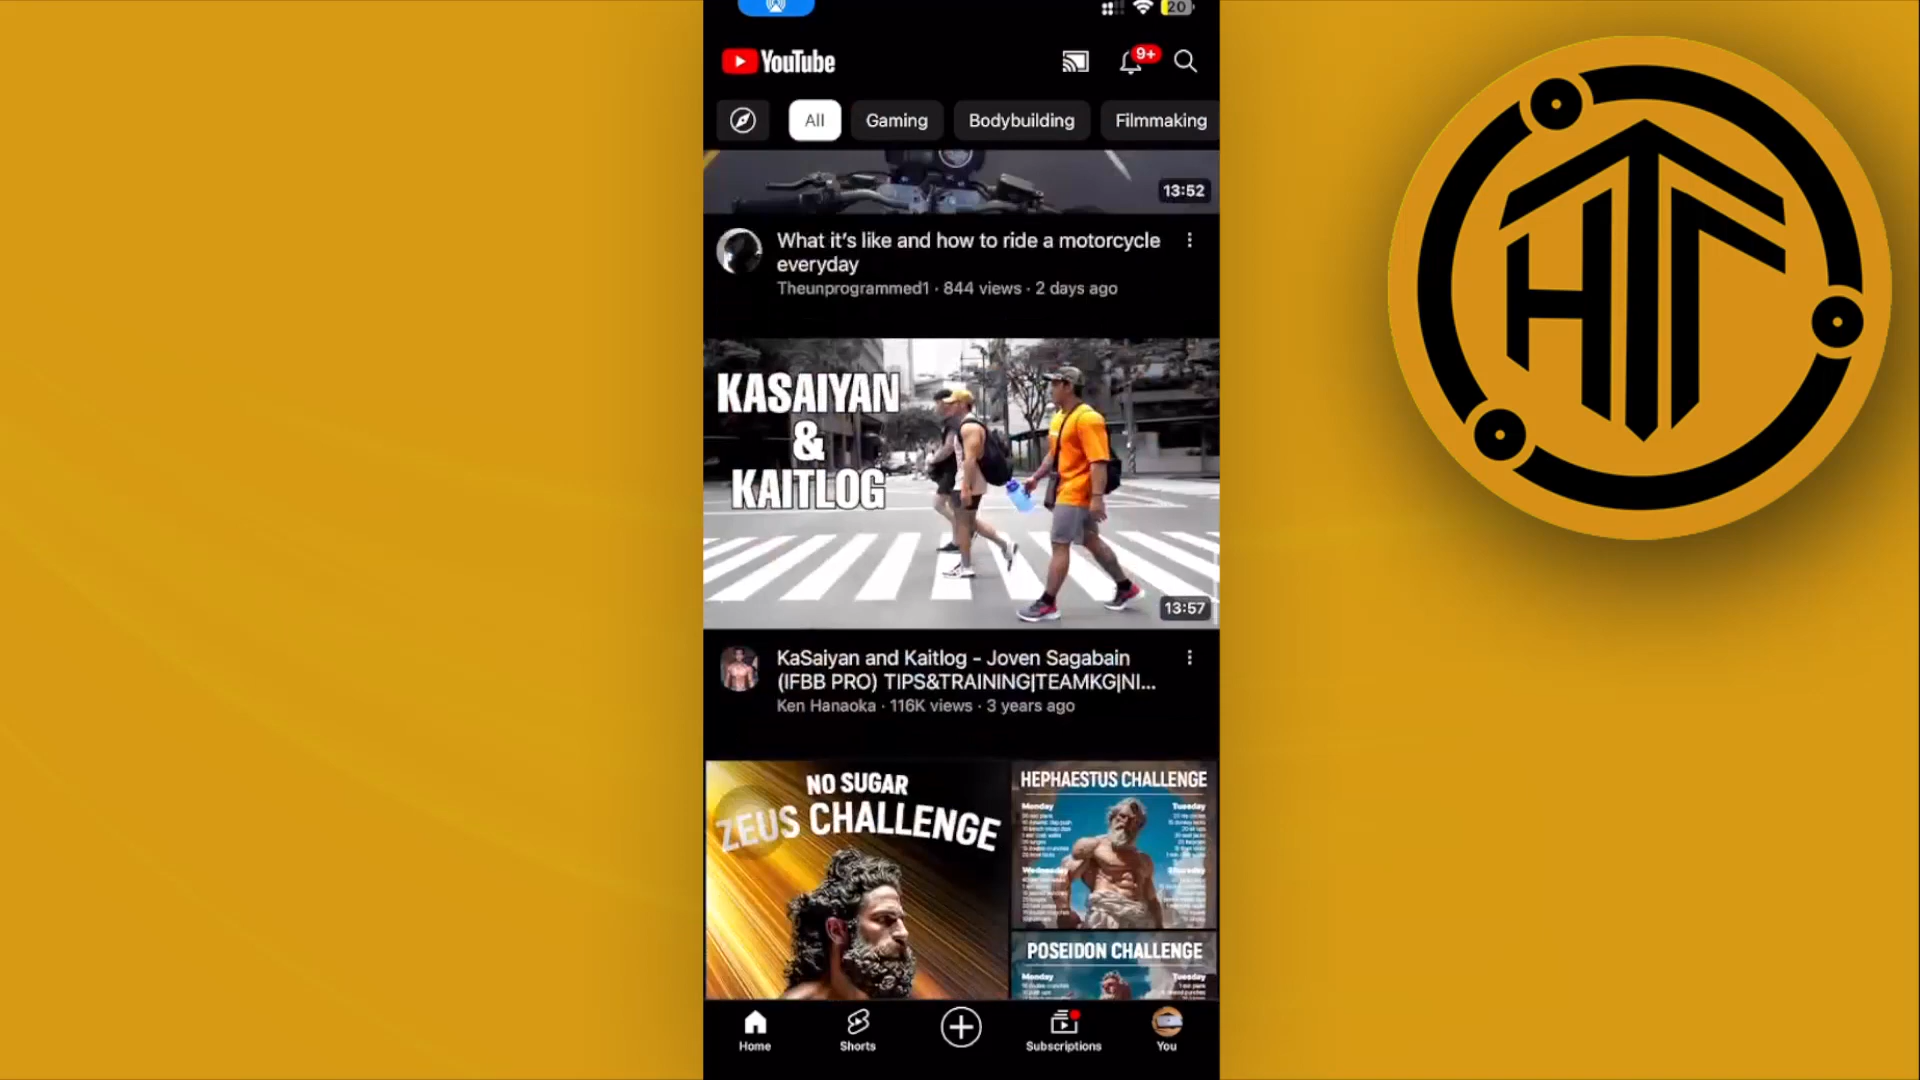 20
YouTube
9+
All
Gaming
Bodybuilding
Filmmaking
13:52
What it's like and how to ride a motorcycle
everyday
Theunprogrammed1 · 844 views · 2 days ago
KASAIYAN
&
KAITLOG
13:57
KaSaiyan and Kaitlog - Joven Sagabain
(IFBB PRO) TIPS&TRAINING|TEAMKG|NI...
Ken Hanaoka · 116K views · 3 years ago
NO SUGAR
ZEUS CHALLENGE
HEPHAESTUS CHALLENGE
Monday
Tuesday
POSEIDON CHALLENGE
Monday
Tuesday
Home
Shorts
Subscriptions
You
HT